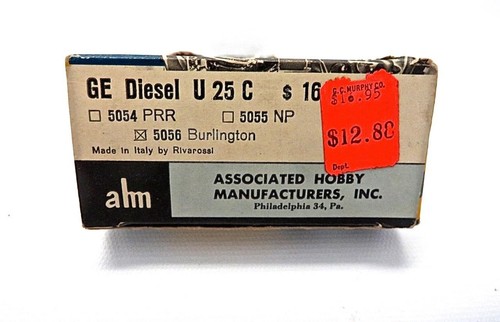 GE Diesel U 25 C $ 16
5054 PRR 5055 NP
5056 Burlington
Made in Italy by Rivarossi
G.C. MURPHY CO.
$16.95
$12.88
Dept.
ahm
ASSOCIATED HOBBY
MANUFACTURERS, INC.
Philadelphia 34, Pa.